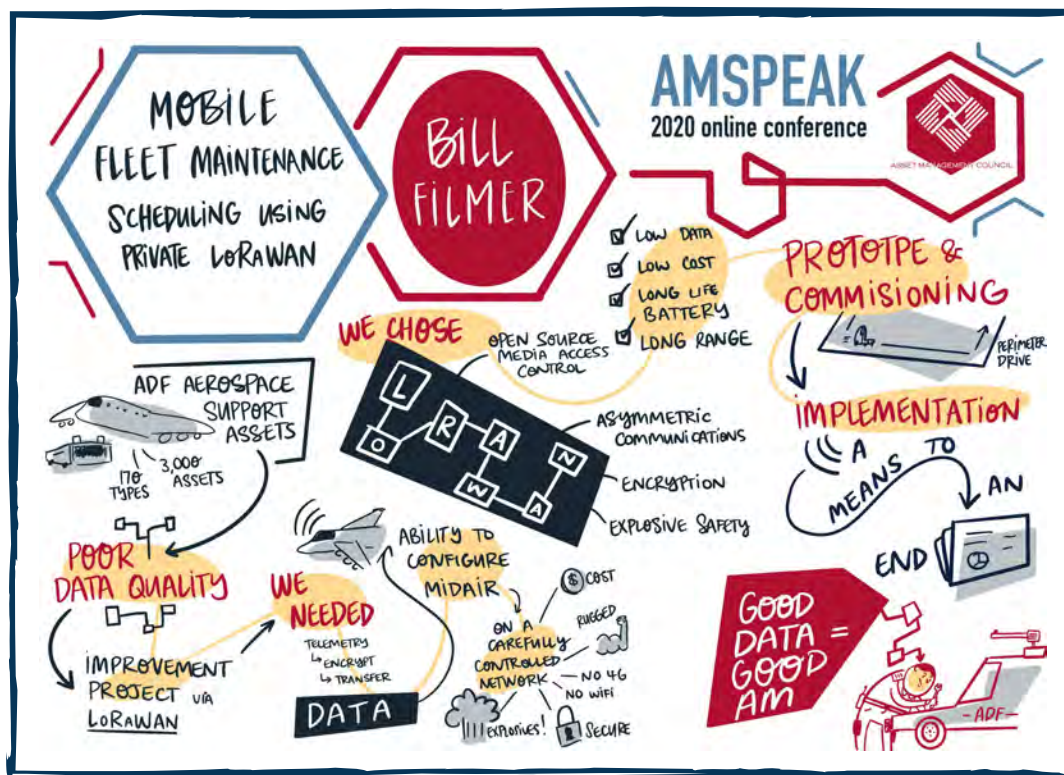 MOBILE
FLEET MAINTENANCE
SCHEDULING USING
PRIVATE LORAWAN
BILL
FILMER
AMSPEAK
2020 online conference
ASSET MANAGEMENT COUNCIL
ADF AEROSPACE
SUPPORT
ASSETS
170
TYPES
3,000
ASSETS
POOR
DATA QUALITY
IMPROVEMENT
PROJECT VIA
LORAWAN
WE
NEEDED
TELEMETRY
↳ ENCRYPT
↳ TRANSFER
DATA
ABILITY TO
CONFIGURE
MIDAIR
ON A
CAREFULLY
CONTROLLED
NETWORK
$ COST
RUGGED
NO 4G
NO WIFI
SECURE
EXPLOSIVES!
WE CHOSE
LORAWAN
OPEN SOURCE
MEDIA ACCESS
CONTROL
ASYMMETRIC
COMMUNICATIONS
ENCRYPTION
EXPLOSIVE SAFETY
LOW DATA
LOW COST
LONG LIFE
BATTERY
LONG RANGE
PROTOTPE &
COMMISIONING
PERIMETER
DRIVE
IMPLEMENTATION
A MEANS TO AN
END
GOOD
DATA =
GOOD
AM
-ADF-